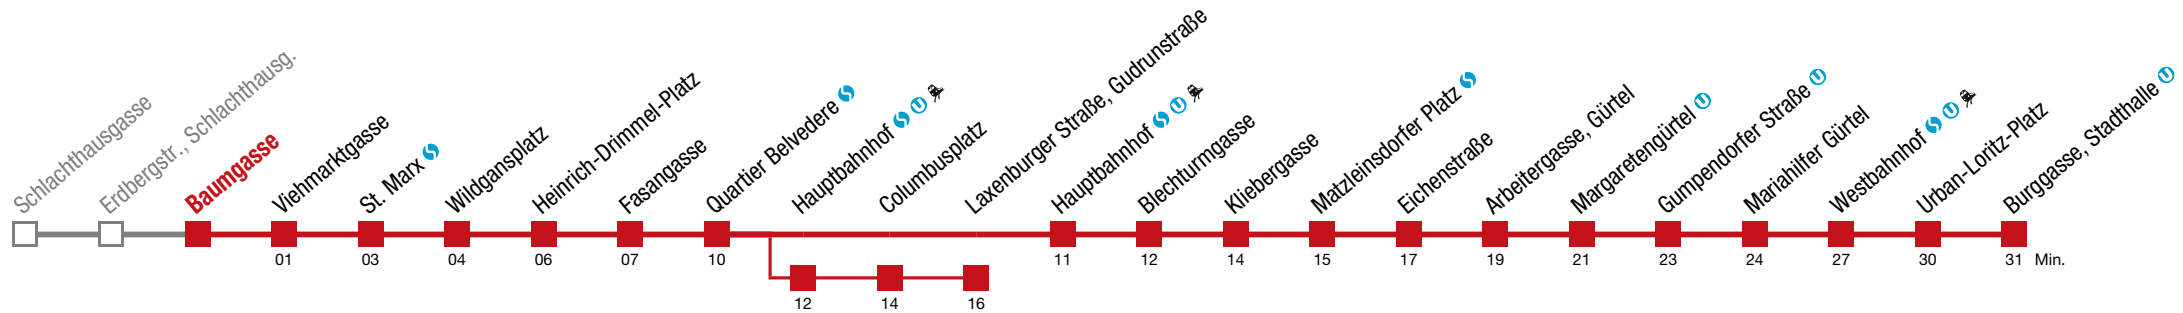 Schlachthausgasse
Erdbergstr., Schlachthausg.
Baumgasse
Viehmarktgasse
St. Marx
Wildgansplatz
Heinrich-Drimmel-Platz
Fasangasse
Quartier Belvedere
Hauptbahnhof
Columbusplatz
Laxenburger Straße, Gudrunstraße
Hauptbahnhof
Blechturmgasse
Kliebergasse
Matzleinsdorfer Platz
Eichenstraße
Arbeitergasse, Gürtel
Margaretengürtel
Gumpendorfer Straße
Mariahilfer Gürtel
Westbahnhof
Urban-Loritz-Platz
Burggasse, Stadthalle
01 03 04 06 07 10 11 12 14 15 17 19 21 23 24 27 30 31 Min.
12 14 16